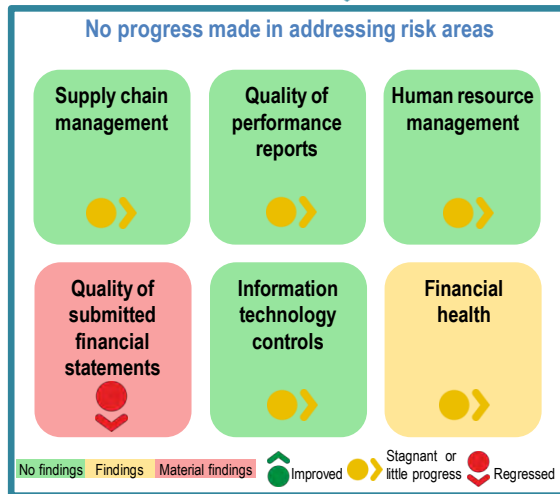 No progress made in addressing risk areas
Supply chain
management
Quality of
performance
reports
Human resource
management
Quality of
submitted
financial
statements
Information
technology
controls
Financial
health
No findings Findings Material findings
Improved
Stagnant or
little progress
Regressed